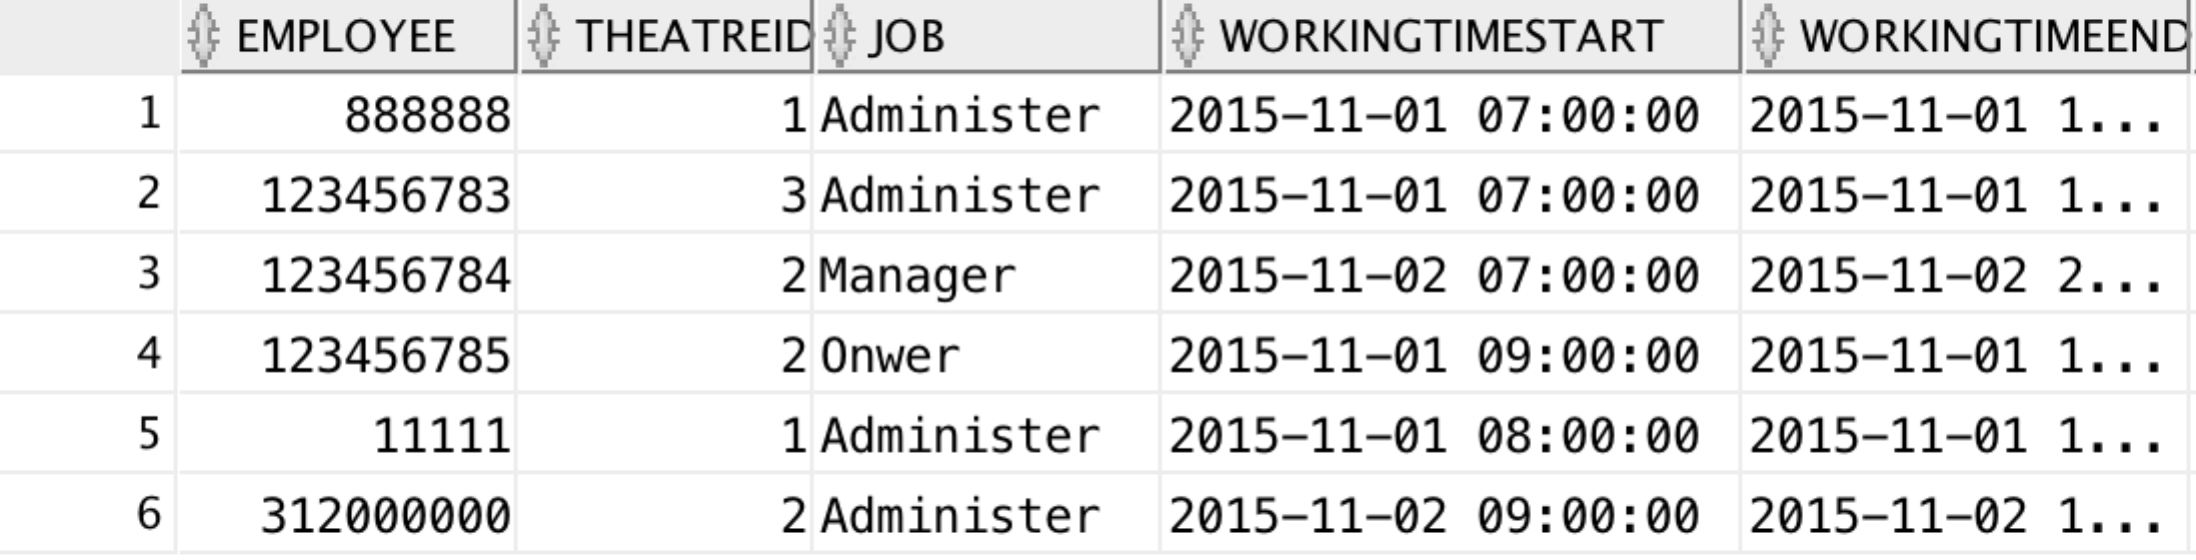 EMPLOYEE THEATREID JOB WORKINGTIMESTART WORKINGTIMEEND
1 888888 1 Administer 2015-11-01 07:00:00 2015-11-01 1...
2 123456783 3 Administer 2015-11-01 07:00:00 2015-11-01 1...
3 123456784 2 Manager 2015-11-02 07:00:00 2015-11-02 2...
4 123456785 2 Onwer 2015-11-01 09:00:00 2015-11-01 1...
5 11111 1 Administer 2015-11-01 08:00:00 2015-11-01 1...
6 312000000 2 Administer 2015-11-02 09:00:00 2015-11-02 1...